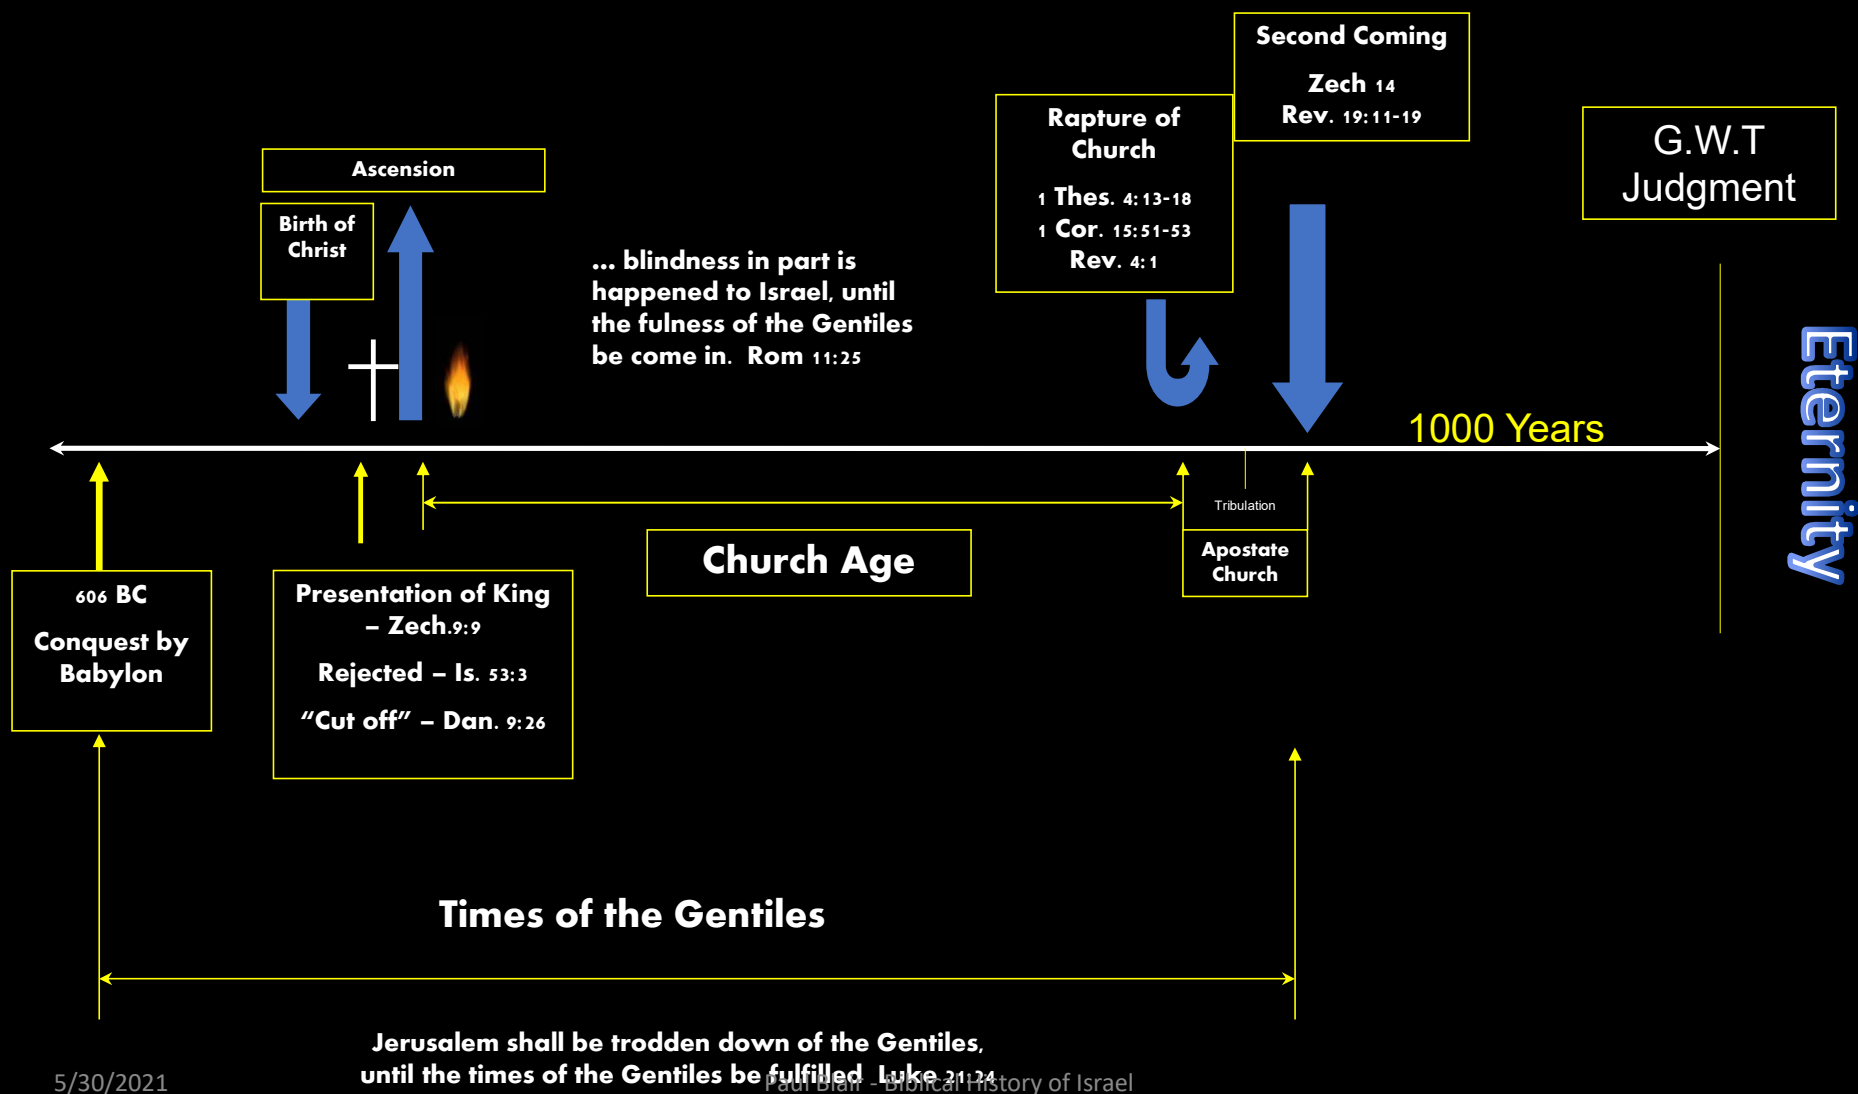 Second Coming
Zech 14
Rev. 19:11-19
Rapture of
Church
1 Thes. 4:13-18
1 Cor. 15:51-53
Rev. 4:1
G.W.T
Judgment
Ascension
Birth of
Christ
... blindness in part is
happened to Israel, until
the fulness of the Gentiles
be come in. Rom 11:25
1000 Years
Eternity
Tribulation
Church Age
Apostate
Church
606 BC
Conquest by
Babylon
Presentation of King
– Zech.9:9
Rejected – Is. 53:3
“Cut off” – Dan. 9:26
Times of the Gentiles
Jerusalem shall be trodden down of the Gentiles,
until the times of the Gentiles be fulfilled Luke 21:24
5/30/2021
Paul Blair - Biblical History of Israel